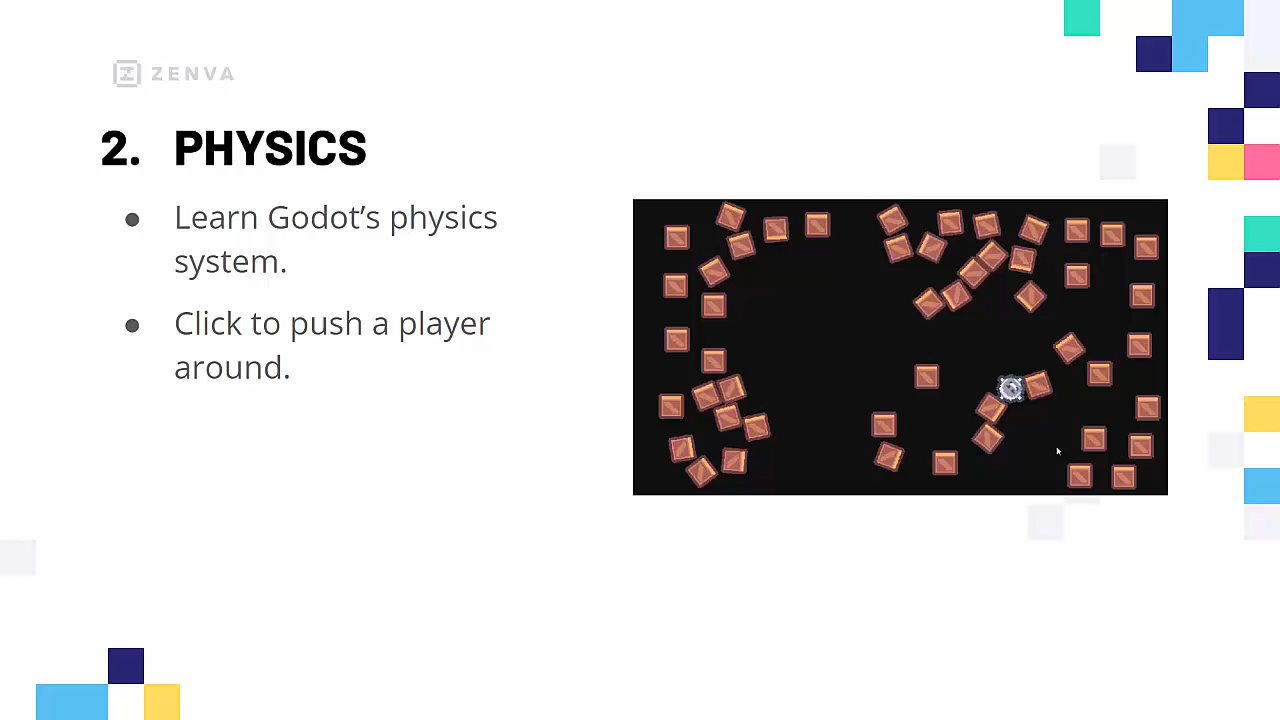 ZENVA
2. PHYSICS
● Learn Godot’s physics
system.
● Click to push a player
around.